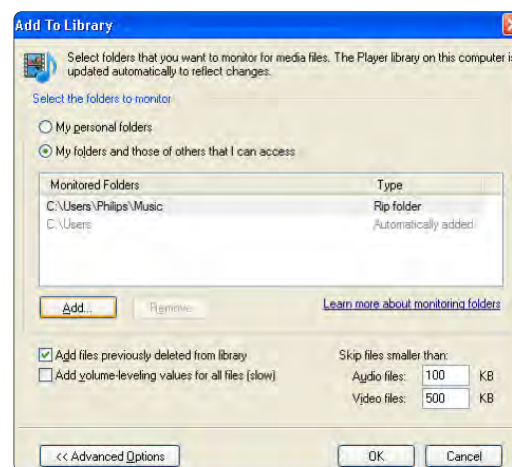 Add To Library
Select folders that you want to monitor for media files. The Player library on this computer is
updated automatically to reflect changes.
Select the folders to monitor
My personal folders
My folders and those of others that I can access
Monitored Folders Type
C:\Users\Philips\Music Rip folder
C:\Users Automatically added
Add... Remove Learn more about monitoring folders
Add files previously deleted from library Skip files smaller than:
Add volume-leveling values for all files (slow) Audio files: 100 KB
Video files: 500 KB
<< Advanced Options OK Cancel